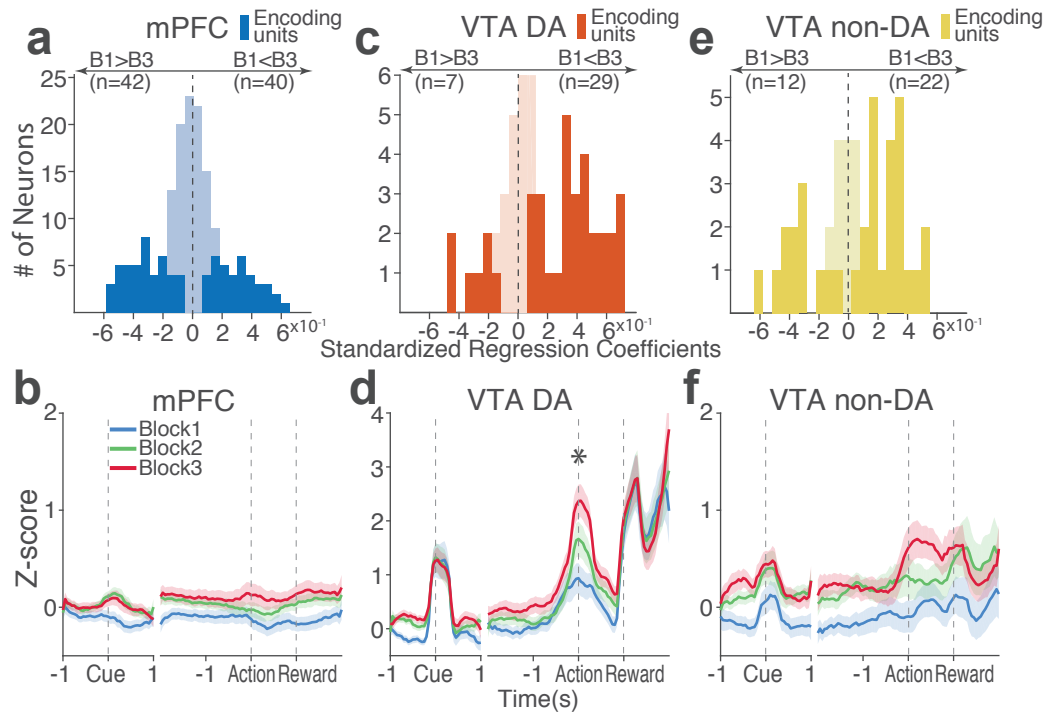 a
mPFC
Encoding
units
B1>B3
(n=42)
B1<B3
(n=40)
# of Neurons
25
20
15
10
5
-6 -4 -2 0 2 4 6
x10-1
c
VTA DA
Encoding
units
B1>B3
(n=7)
B1<B3
(n=29)
6
5
4
3
2
1
-6 -4 -2 0 2 4 6
x10-1
e
VTA non-DA
Encoding
units
B1>B3
(n=12)
B1<B3
(n=22)
5
4
3
2
1
-6 -4 -2 0 2 4 6
x10-1
Standardized Regression Coefficients
b
mPFC
Block1
Block2
Block3
Z-score
2
1
0
-1 Cue 1 -1 Action Reward
d
VTA DA
*
4
3
2
1
0
-1 Cue 1 -1 Action Reward
f
VTA non-DA
2
1
0
-1 Cue 1 -1 Action Reward
Time(s)